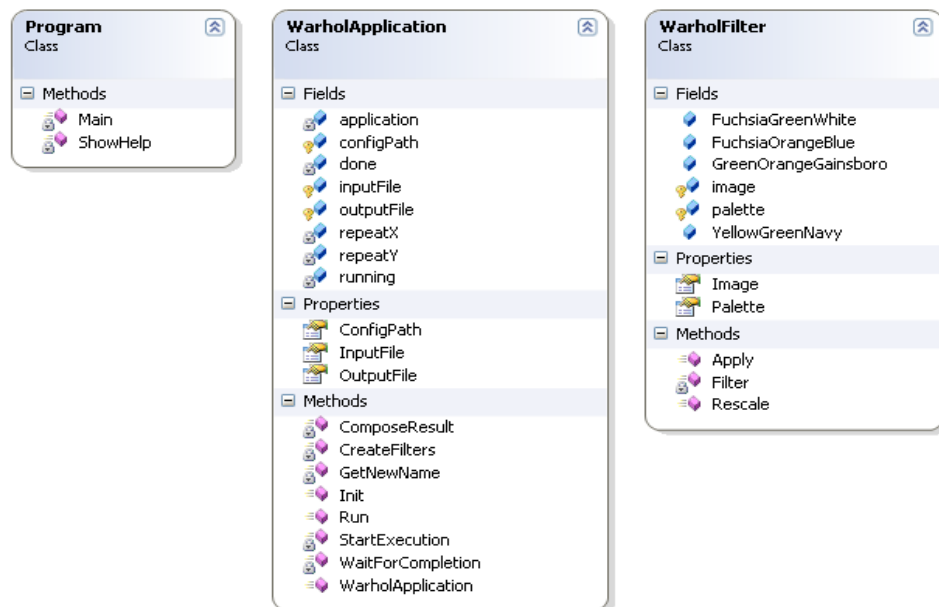 Program
Class
Methods
Main
ShowHelp
WarholApplication
Class
Fields
application
configPath
done
inputFile
outputFile
repeatX
repeatY
running
Properties
ConfigPath
InputFile
OutputFile
Methods
ComposeResult
CreateFilters
GetNewName
Init
Run
StartExecution
WaitForCompletion
WarholApplication
WarholFilter
Class
Fields
FuchsiaGreenWhite
FuchsiaOrangeBlue
GreenOrangeGainsboro
image
palette
YellowGreenNavy
Properties
Image
Palette
Methods
Apply
Filter
Rescale